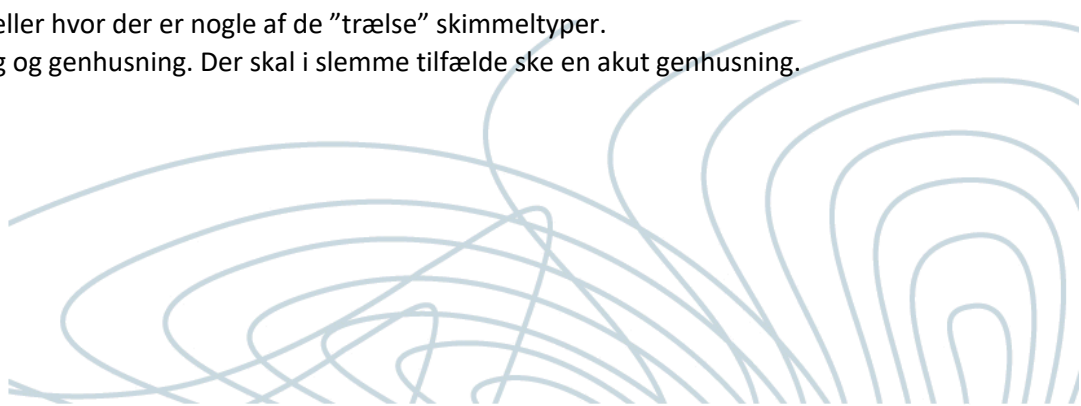 eller hvor der er nogle af de ”trælse” skimmeltyper.
g og genhusning. Der skal i slemme tilfælde ske en akut genhusning.